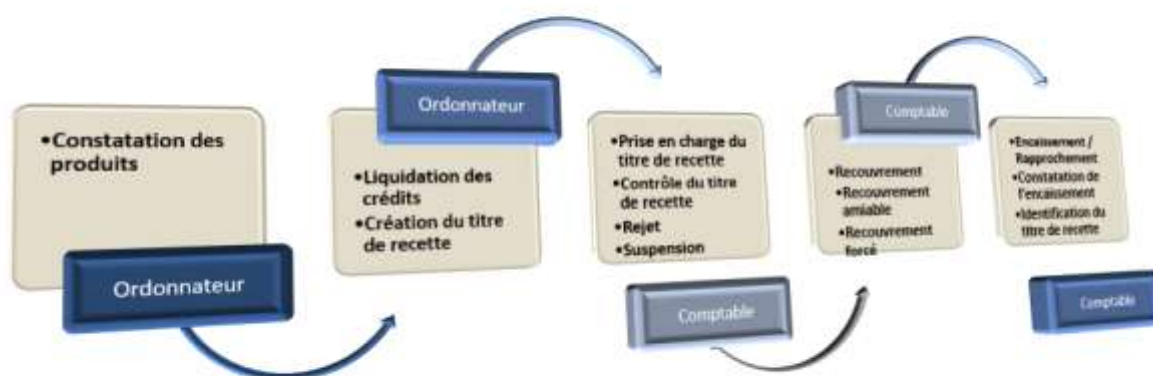 •Constatation des
produits
Ordonnateur
Ordonnateur
•Liquidation des
crédits
•Création du titre
de recette
•Prise en charge du
titre de recette
•Contrôle du titre
de recette
•Rejet
•Suspension
Comptable
Comptable
•Recouvrement
•Recouvrement
amiable
•Recouvrement
forcé
•Encaissement /
Rapprochement
•Constatation de
l'encaissement
•Identification du
titre de recette
Comptable